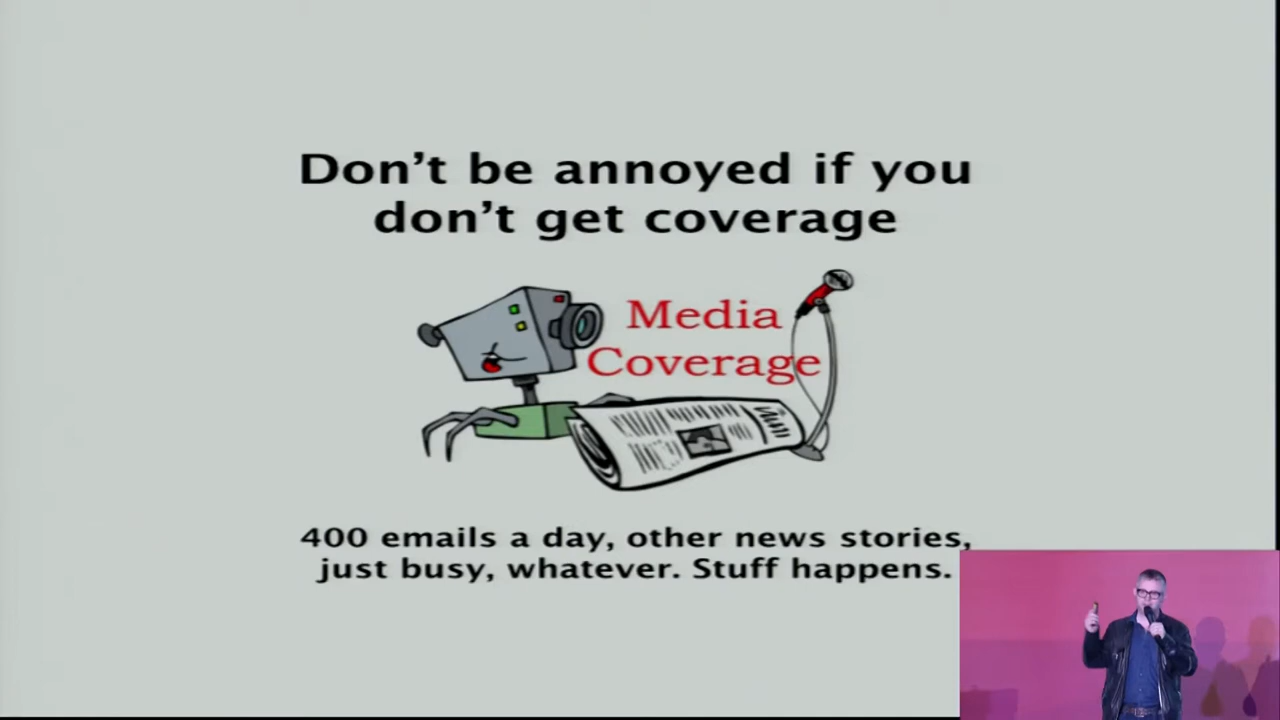 Don't be annoyed if you
don't get coverage
Media
Coverage
400 emails a day, other news stories,
just busy, whatever. Stuff happens.